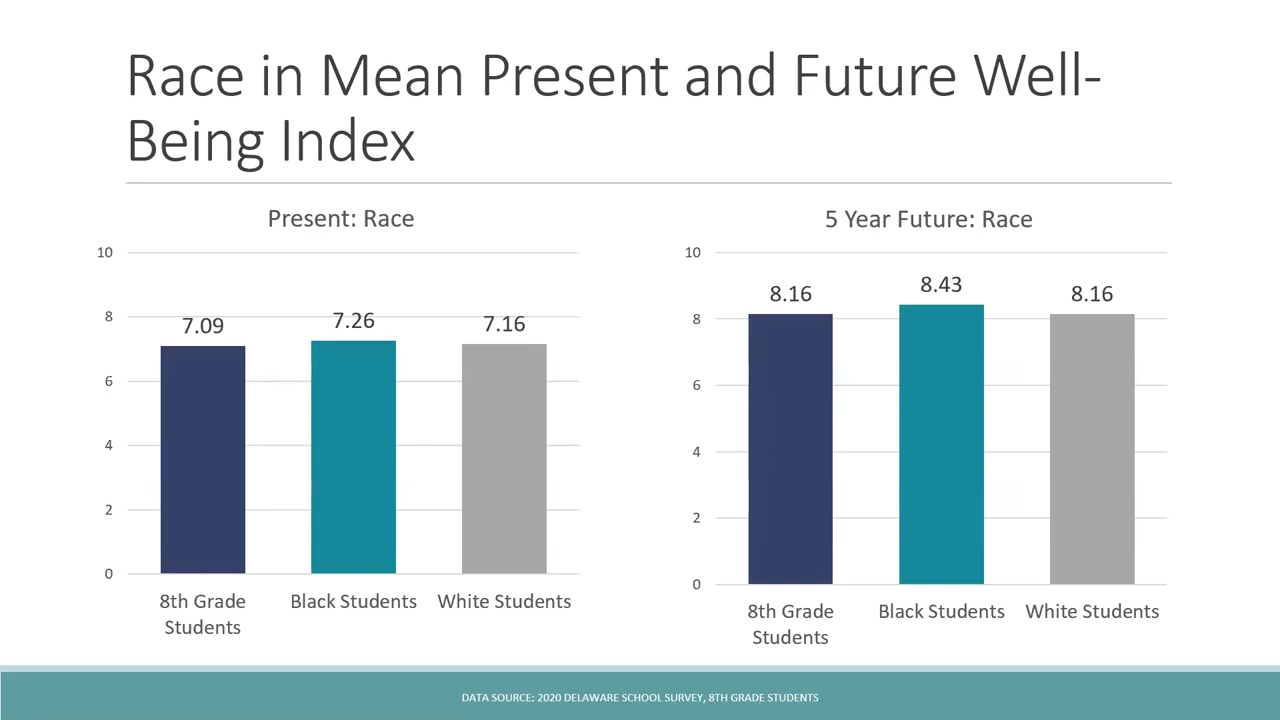 Race in Mean Present and Future Well-
Being Index
Present: Race
10
8
6
4
2
0
7.09
7.26
7.16
8th Grade
Students
Black Students
White Students
5 Year Future: Race
10
8
6
4
2
0
8.16
8.43
8.16
8th Grade
Students
Black Students
White Students
DATA SOURCE: 2020 DELAWARE SCHOOL SURVEY, 8TH GRADE STUDENTS